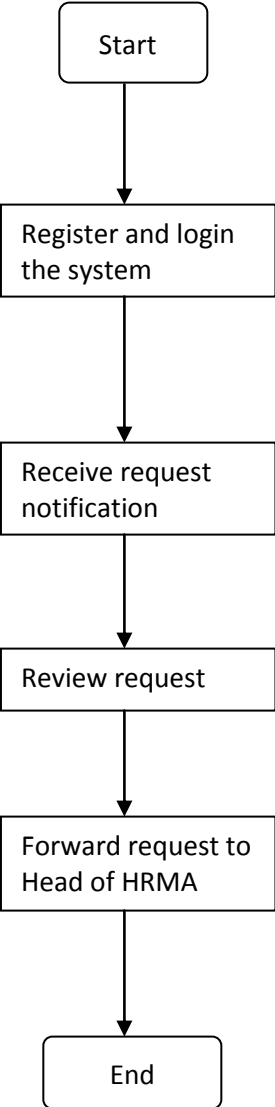 Start
Register and login
the system
Receive request
notification
Review request
Forward request to
Head of HRMA
End